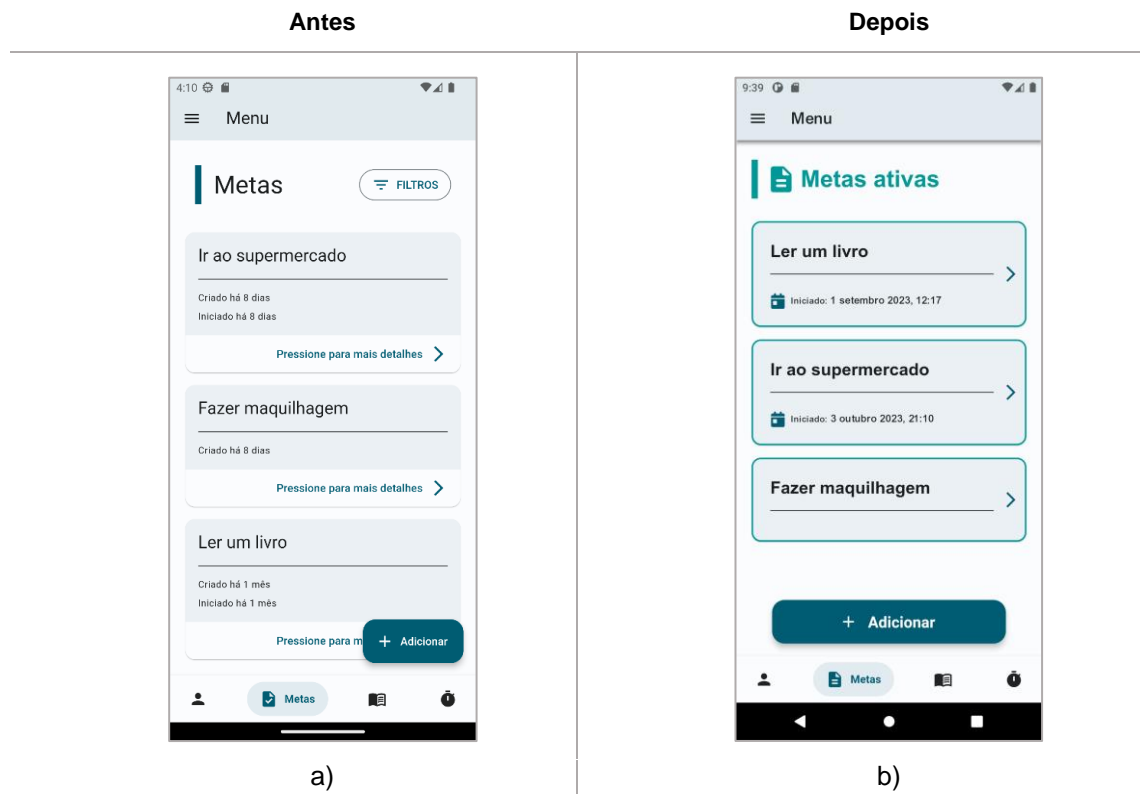 Antes
Depois
4:10
Menu
Metas
FILTROS
Ir ao supermercado
Criado há 8 dias
Iniciado há 8 dias
Pressione para mais detalhes
Fazer maquilhagem
Criado há 8 dias
Pressione para mais detalhes
Ler um livro
Criado há 1 mês
Iniciado há 1 mês
Pressione para m
+ Adicionar
Metas
a)
9:39
Menu
Metas ativas
Ler um livro
Iniciado: 1 setembro 2023, 12:17
Ir ao supermercado
Iniciado: 3 outubro 2023, 21:10
Fazer maquilhagem
+ Adicionar
Metas
b)